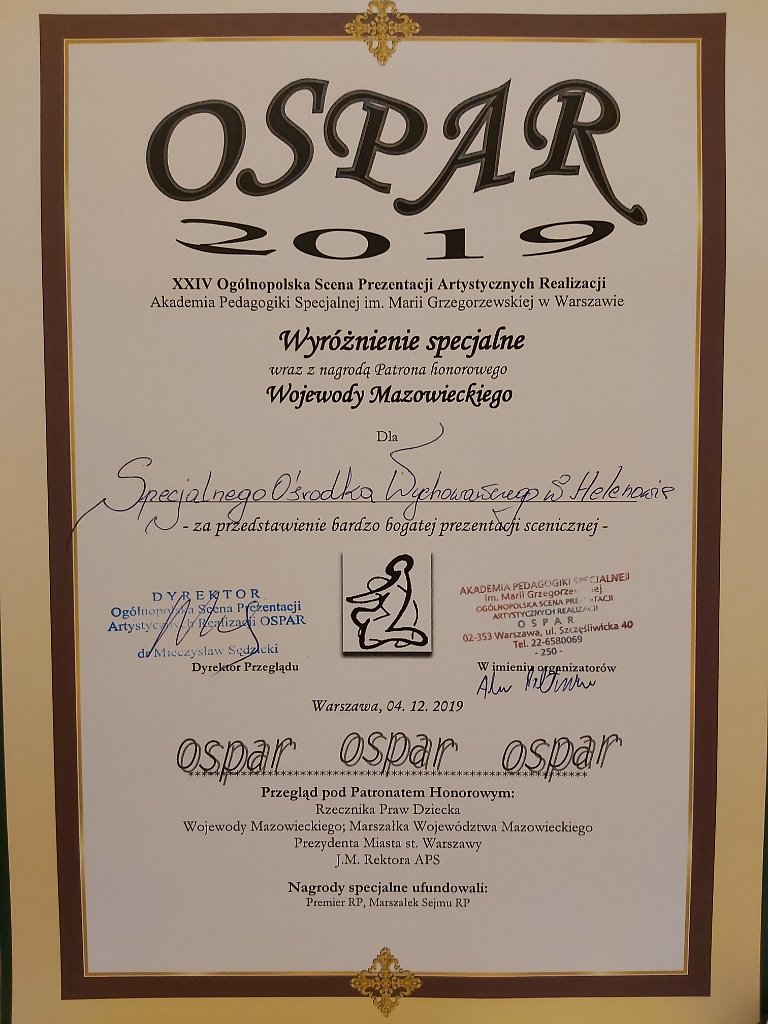 OSPAR
2019
XXIV Ogólnopolska Scena Prezentacji Artystycznych Realizacji
Akademia Pedagogiki Specjalnej im. Marii Grzegorzewskiej w Warszawie
Wyróżnienie specjalne
wraz z nagrodą Patrona honorowego
Wojewody Mazowieckiego
Dla
Specjalnego Ośrodka Wychowawczego w Helenowie
- za przedstawienie bardzo bogatej prezentacji scenicznej -
DYREKTOR
Ogólnopolska Scena Prezentacji
Artystycznych Realizacji OSPAR
dr Mieczysław Sędzicki
Dyrektor Przeglądu
AKADEMIA PEDAGOGIKI SPECJALNEJ
im. Marii Grzegorzewskiej
OGÓLNOPOLSKA SCENA PREZENTACJI
ARTYSTYCZNYCH REALIZACJI
O S P A R
02-353 Warszawa, ul. Szczęśliwicka 40
Tel. 22-6580069
- 250 -
W imieniu organizatorów
Warszawa, 04. 12. 2019
ospar ospar ospar
Przegląd pod Patronatem Honorowym:
Rzecznika Praw Dziecka
Wojewody Mazowieckiego; Marszałka Województwa Mazowieckiego
Prezydenta Miasta st. Warszawy
J.M. Rektora APS
Nagrody specjalne ufundowali:
Premier RP, Marszałek Sejmu RP